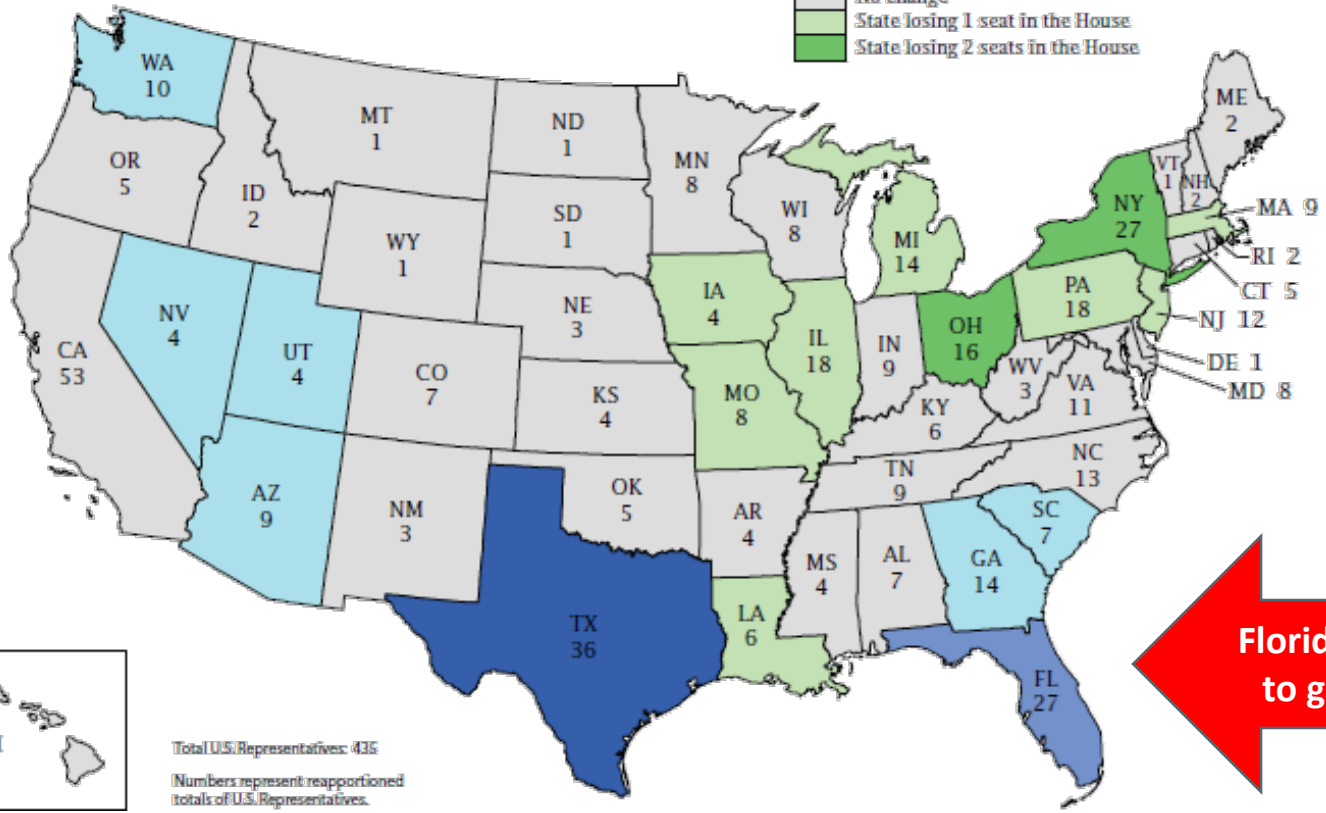 No change
State losing 1 seat in the House
State losing 2 seats in the House
WA
10
OR
5
CA
53
NV
4
ID
2
MT
1
WY
1
UT
4
AZ
9
CO
7
NM
3
ND
1
SD
1
NE
3
KS
4
OK
5
TX
36
MN
8
IA
4
MO
8
AR
4
LA
6
WI
8
IL
18
MI
14
IN
9
OH
16
KY
6
TN
9
MS
4
AL
7
GA
14
FL
27
SC
7
NC
13
VA
11
WV
3
PA
18
NY
27
VT
1
NH
2
ME
2
MA 9
RI 2
CT 5
NJ 12
DE 1
MD 8
Total U.S. Representatives: 435
Numbers represent reapportioned
totals of U.S. Representatives.